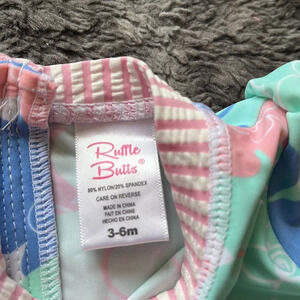 Ruffle
Butts®
80% NYLON/20% SPANDEX
CARE ON REVERSE
MADE IN CHINA
FAIT EN CHINE
HECHO EN CHINA
3-6m